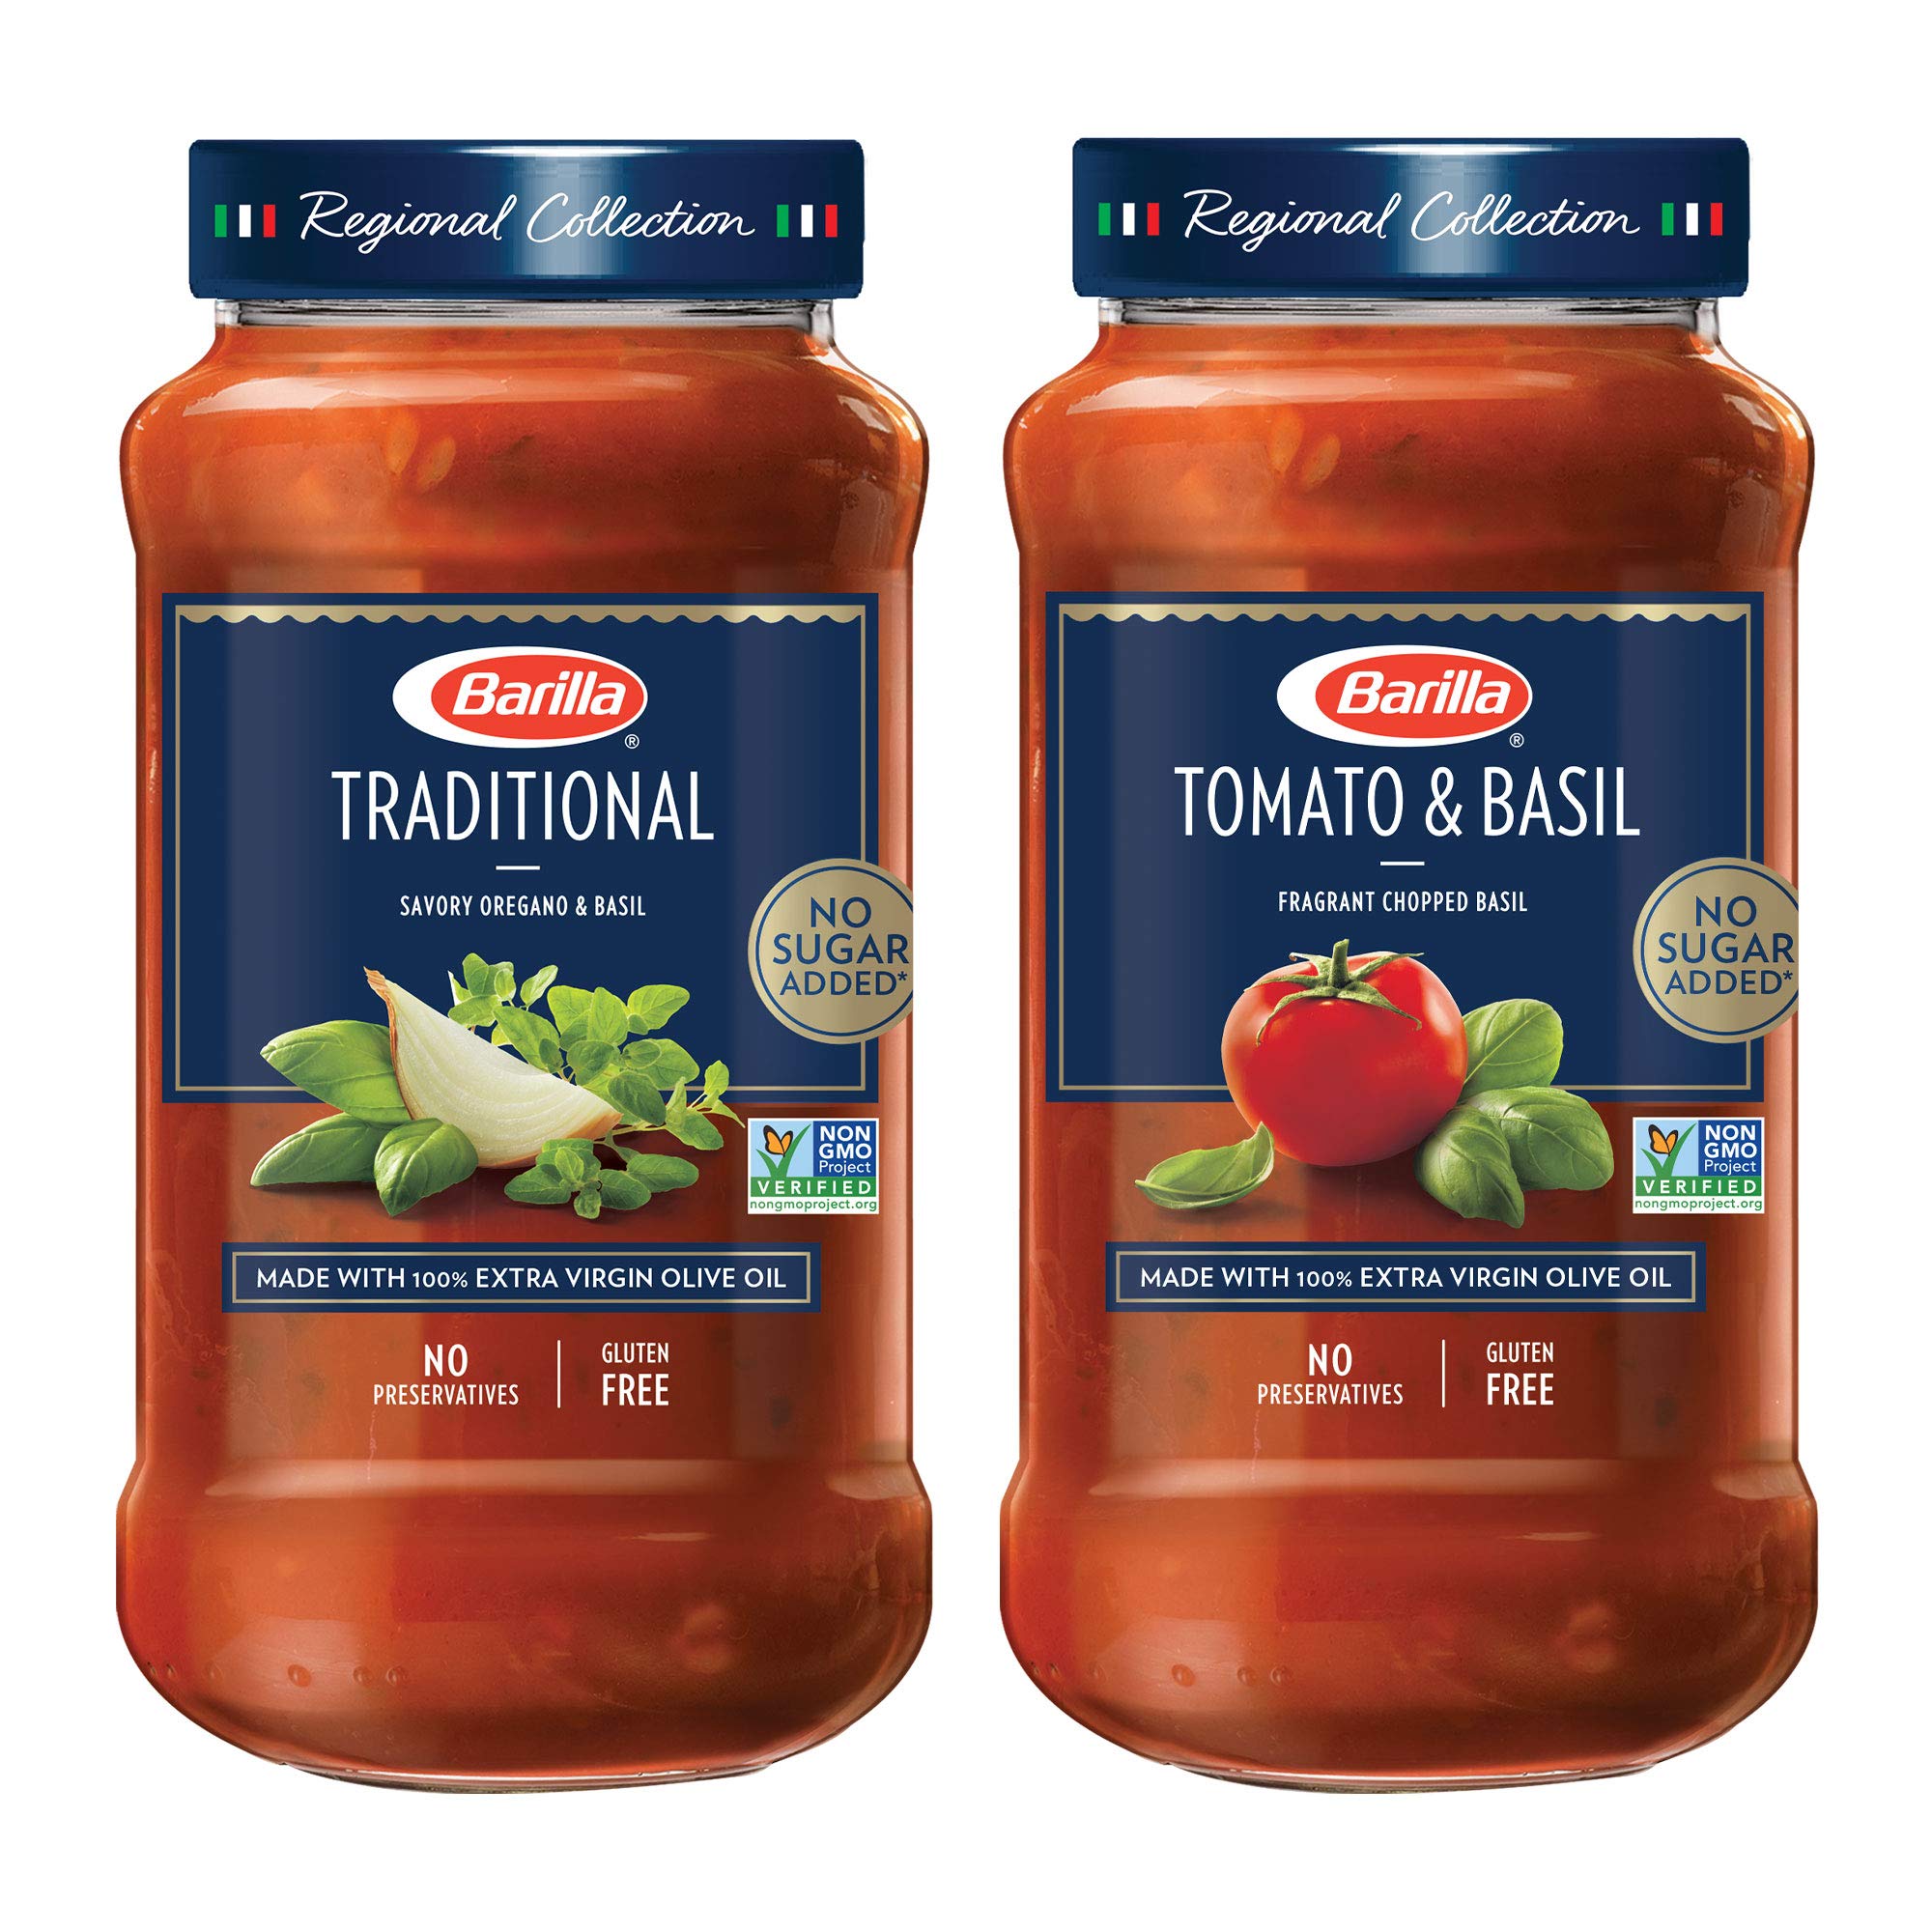 Regional Collection
Barilla
®
TRADITIONAL
SAVORY OREGANO & BASIL
NO
SUGAR
ADDED*
NON
GMO
Project
VERIFIED
nongmoproject.org
MADE WITH 100% EXTRA VIRGIN OLIVE OIL
NO
PRESERVATIVES
GLUTEN
FREE
Regional Collection
Barilla
®
TOMATO & BASIL
FRAGRANT CHOPPED BASIL
NO
SUGAR
ADDED*
NON
GMO
Project
VERIFIED
nongmoproject.org
MADE WITH 100% EXTRA VIRGIN OLIVE OIL
NO
PRESERVATIVES
GLUTEN
FREE